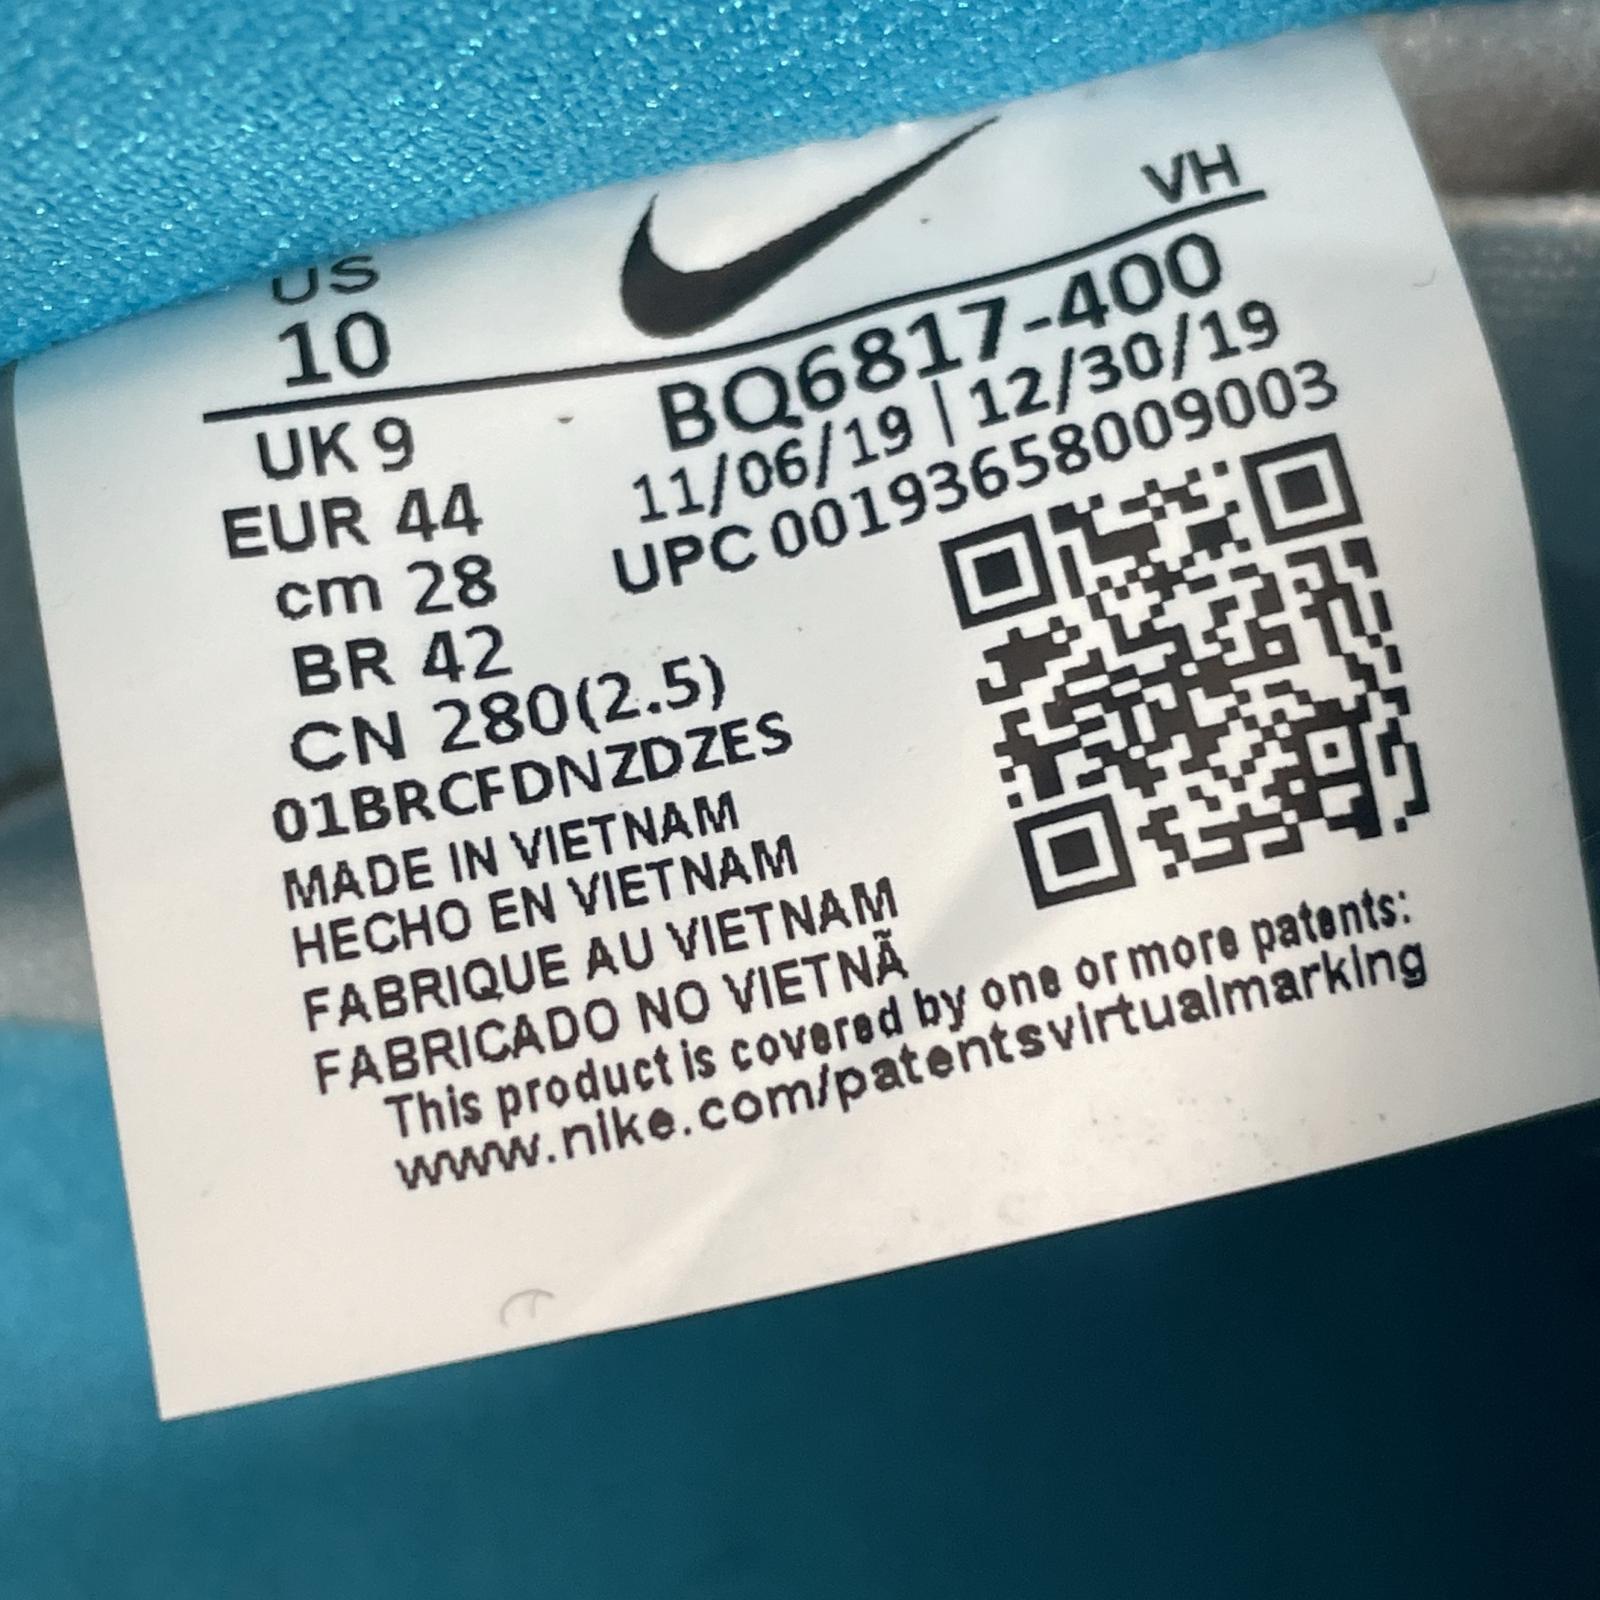 VH
US
10
BQ6817-400
11/06/19 | 12/30/19
UPC 00193658009003
UK 9
EUR 44
cm 28
BR 42
CN 280(2.5)
01BRCFDNZDZES
MADE IN VIETNAM
HECHO EN VIETNAM
FABRIQUE AU VIETNAM
FABRICADO NO VIETNÃ
This product is covered by one or more patents:
www.nike.com/patentsvirtualmarking